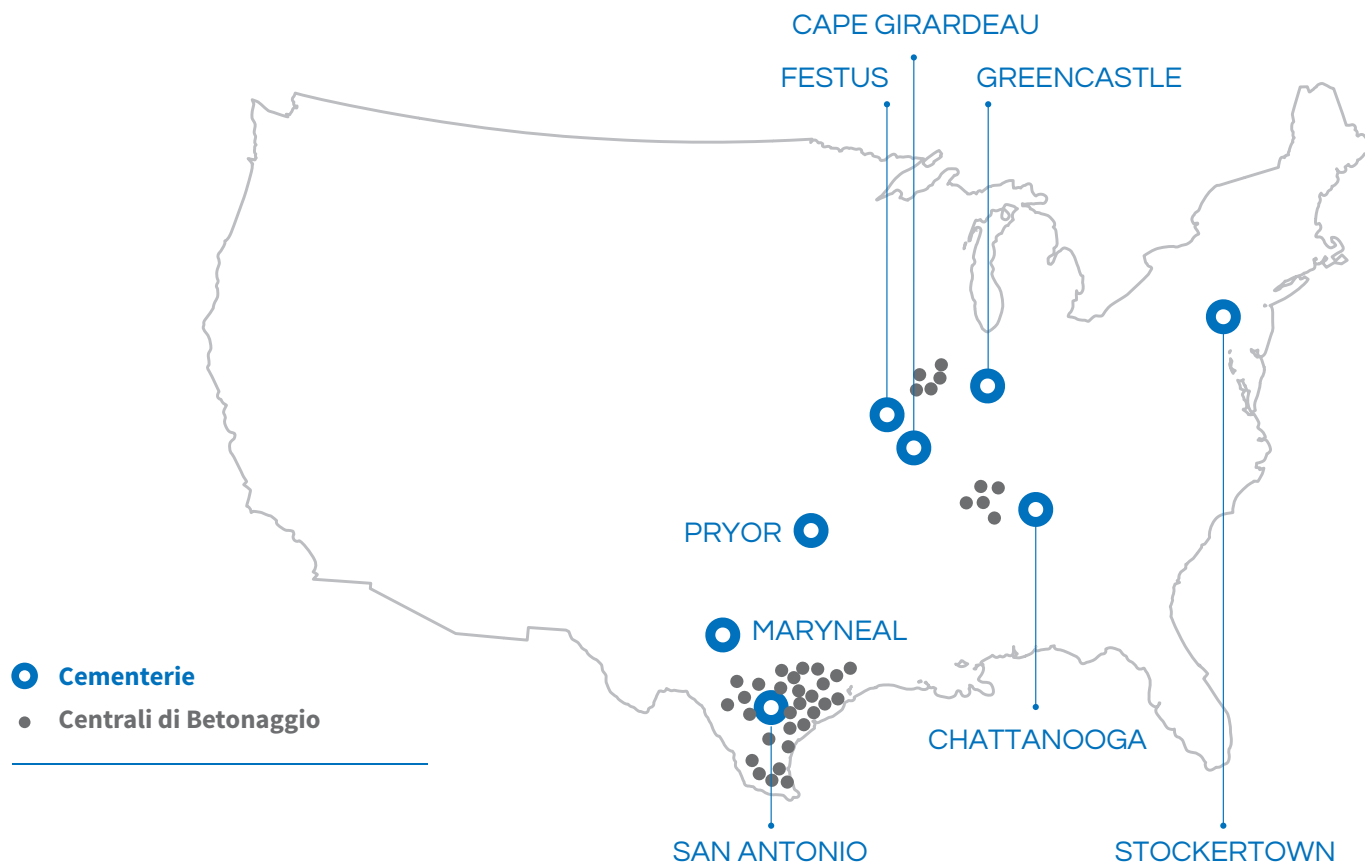 CAPE GIRARDEAU
FESTUS
GREENCASTLE
PRYOR
MARYNEAL
Cementerie
Centrali di Betonaggio
CHATTANOOGA
SAN ANTONIO
STOCKERTOWN